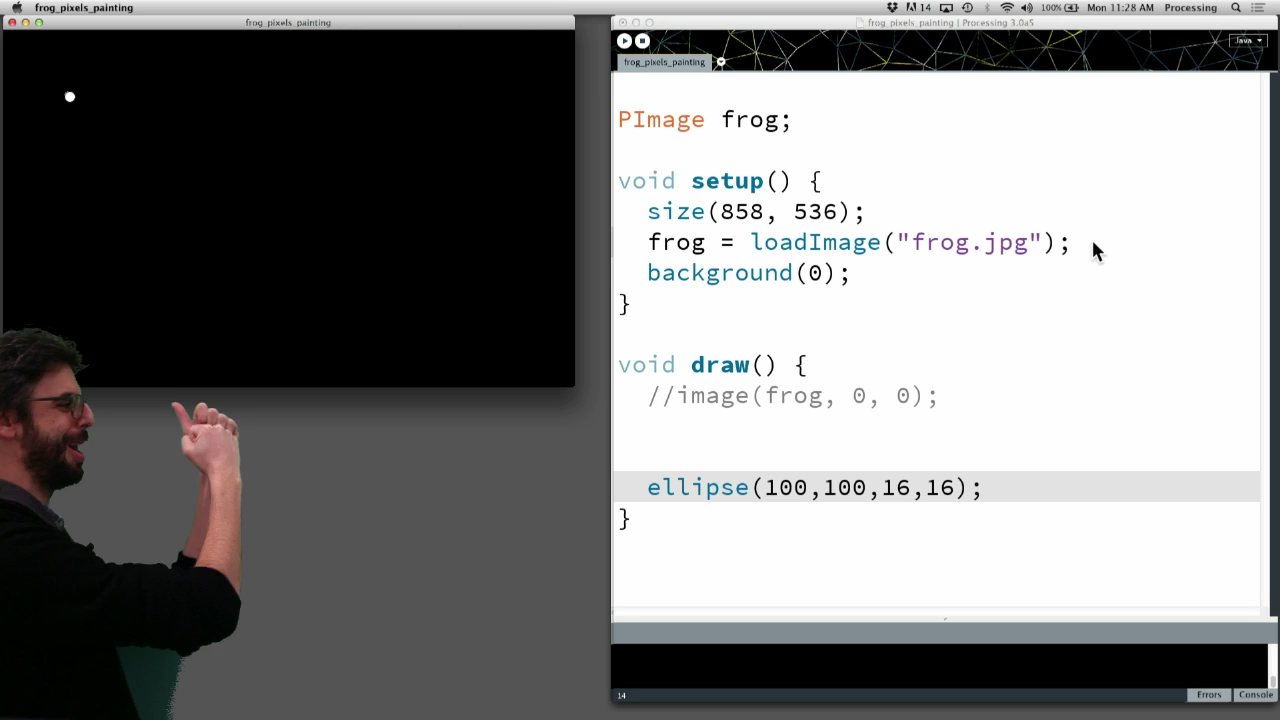 frog_pixels_painting
14
100%
Mon 11:28 AM
Processing
frog_pixels_painting
frog_pixels_painting | Processing 3.0a5
Java
frog_pixels_painting
PImage frog;
void setup() {
size(858, 536);
frog = loadImage("frog.jpg");
background(0);
}
void draw() {
//image(frog, 0, 0);
ellipse(100,100,16,16);
}
14
Errors
Console